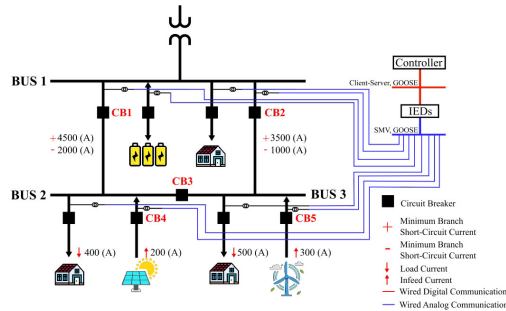 Controller
Client-Server, GOOSE
IEDs
SMV, GOOSE
BUS 1
CB1
CB2
+4500 (A)
- 2000 (A)
+3500 (A)
- 1000 (A)
CB3
BUS 2
BUS 3
CB4
CB5
400 (A)
200 (A)
500 (A)
300 (A)
Circuit Breaker
+ Minimum Branch
Short-Circuit Current
- Minimum Branch
Short-Circuit Current
Load Current
Infeed Current
Wired Digital Communication
Wired Analog Communication